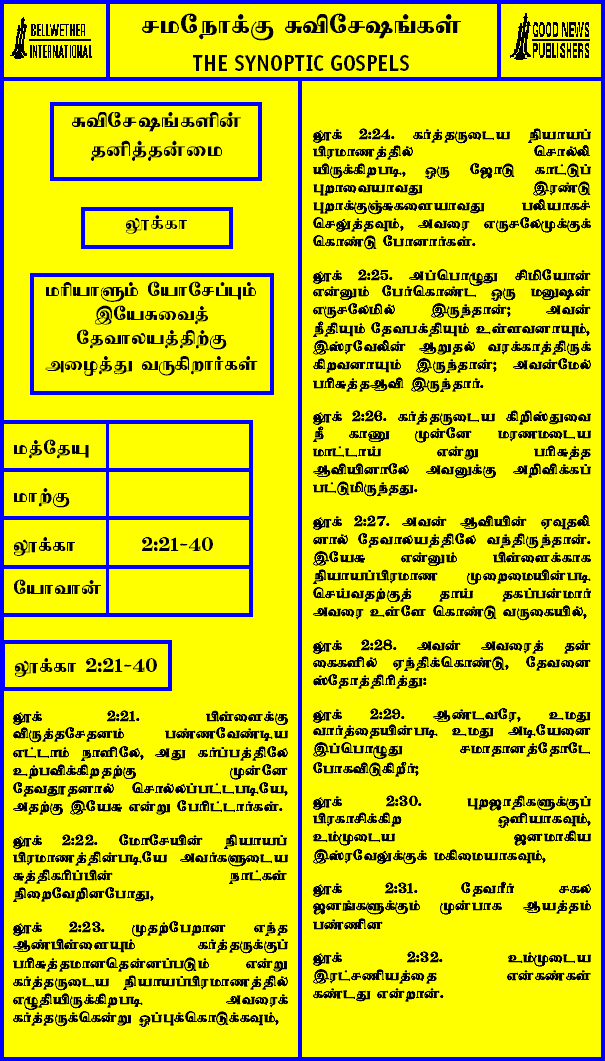 BELLWETHER
INTERNATIONAL
சுமநோக்கு சுவிசேஷங்கள்
THE SYNOPTIC GOSPELS
GOOD NEWS
PUBLISHERS
சுவிசேஷங்களின்
தனித்தன்மை
லூக்கா
மரியாளும் யோசேப்பும்
இயேசுவைத்
தேவாலயத்திற்கு
அழைத்து வருகிறார்கள்
மத்தேயு
மாற்கு
லூக்கா 2:21-40
யோவான்
லூக்கா 2:21-40
லூக் 2:21. பிள்ளைக்கு
விருத்தசேதனம் பண்ணவேண்டிய
எட்டாம் நாளிலே, அது கர்ப்பத்திலே
உற்பவிக்கிறதற்கு முன்னே
தேவதூதனால் சொல்லப்பட்டபடியே,
அதற்கு இயேசு என்று பேரிட்டார்கள்.
லூக் 2:22. மோசேயின் நியாயப்
பிரமாணத்தின்படியே அவர்களுடைய
சுத்திகரிப்பின் நாட்கள்
நிறைவேறினபோது,
லூக் 2:23. முதற்பேறான எந்த
ஆண்பிள்ளையும் கர்த்தருக்குப்
பரிசுத்தமானதென்னப்படும் என்று
கர்த்தருடைய நியாயப்பிரமாணத்தில்
எழுதியிருக்கிறபடி அவரைக்
கர்த்தருக்கென்று ஒப்புக்கொடுக்கவும்,
லூக் 2:24. கர்த்தருடைய நியாயப்
பிரமாணத்தில் சொல்லி
யிருக்கிறபடி, ஒரு ஜோடு காட்டுப்
புறாவையாவது இரண்டு
புறாக்குஞ்சுகளையாவது பலியாகச்
செலுத்தவும், அவரை எருசலேமுக்குக்
கொண்டு போனார்கள்.
லூக் 2:25. அப்பொழுது சிமியோன்
என்னும் பேர்கொண்ட ஒரு மனுஷன்
எருசலேமில் இருந்தான்; அவன்
நீதியும் தேவபக்தியும் உள்ளவனாயும்,
இஸ்ரவேலின் ஆறுதல் வரக்காத்திருக்
கிறவனாயும் இருந்தான்; அவன்மேல்
பரிசுத்தஆவி இருந்தார்.
லூக் 2:26. கர்த்தருடைய கிறிஸ்துவை
நீ காணு முன்னே மரணமடைய
மாட்டாய் என்று பரிசுத்த
ஆவியினாலே அவனுக்கு அறிவிக்கப்
பட்டுமிருந்தது.
லூக் 2:27. அவன் ஆவியின் ஏவுதலி
னால் தேவாலயத்திலே வந்திருந்தான்.
இயேசு என்னும் பிள்ளைக்காக
நியாயப்பிரமாண முறைமையின்படி
செய்வதற்குத் தாய் தகப்பன்மார்
அவரை உள்ளே கொண்டு வருகையில்,
லூக் 2:28. அவன் அவரைத் தன்
கைகளில் ஏந்திக்கொண்டு, தேவனை
ஸ்தோத்திரித்து:
லூக் 2:29. ஆண்டவரே, உமது
வார்த்தையின்படி உமது அடியேனை
இப்பொழுது சமாதானத்தோடே
போகவிடுகிறீர்;
லூக் 2:30. புறஜாதிகளுக்குப்
பிரகாசிக்கிற ஒளியாகவும்,
உம்முடைய ஜனமாகிய
இஸ்ரவேலுக்குக் மகிமையாகவும்,
லூக் 2:31. தேவரீர் சகல
ஜனங்களுக்கும் முன்பாக ஆயத்தம்
பண்ணின
லூக் 2:32. உம்முடைய
இரட்சணியத்தை என்கண்கள்
கண்டது என்றான்.